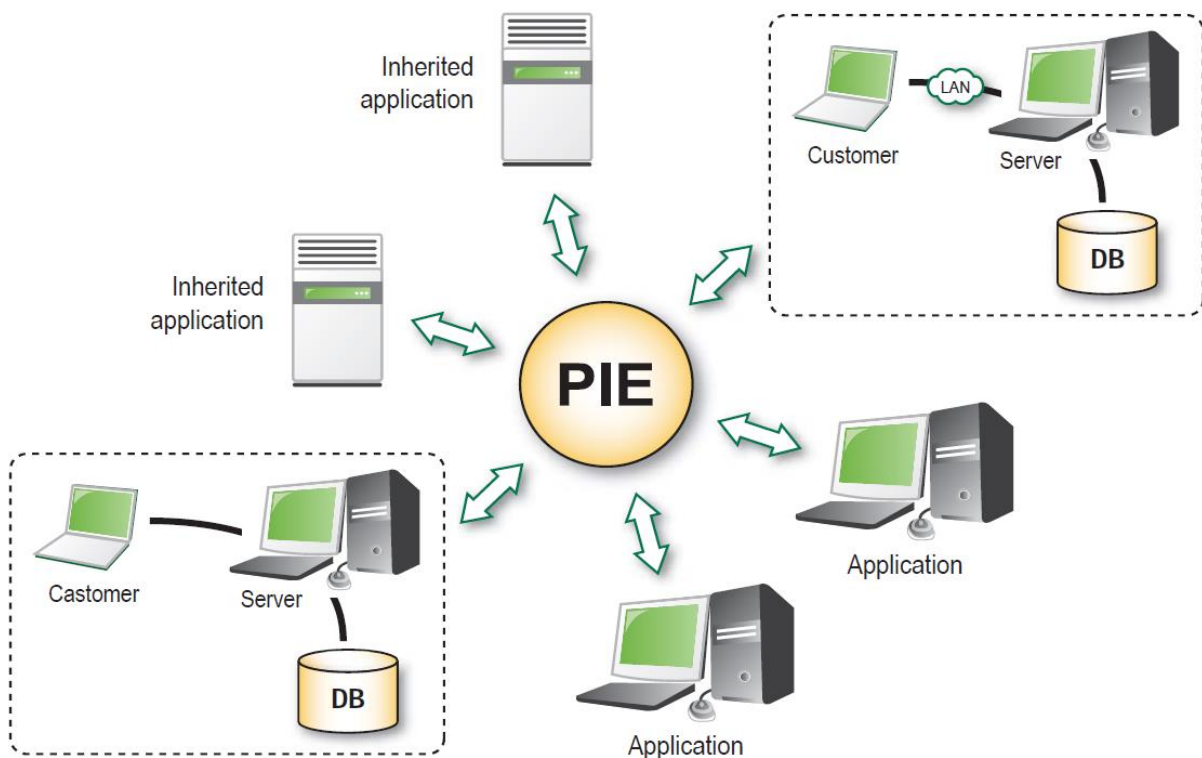 Inherited
application
LAN
Customer
Server
DB
Inherited
application
PIE
Application
Castomer
Server
DB
Application